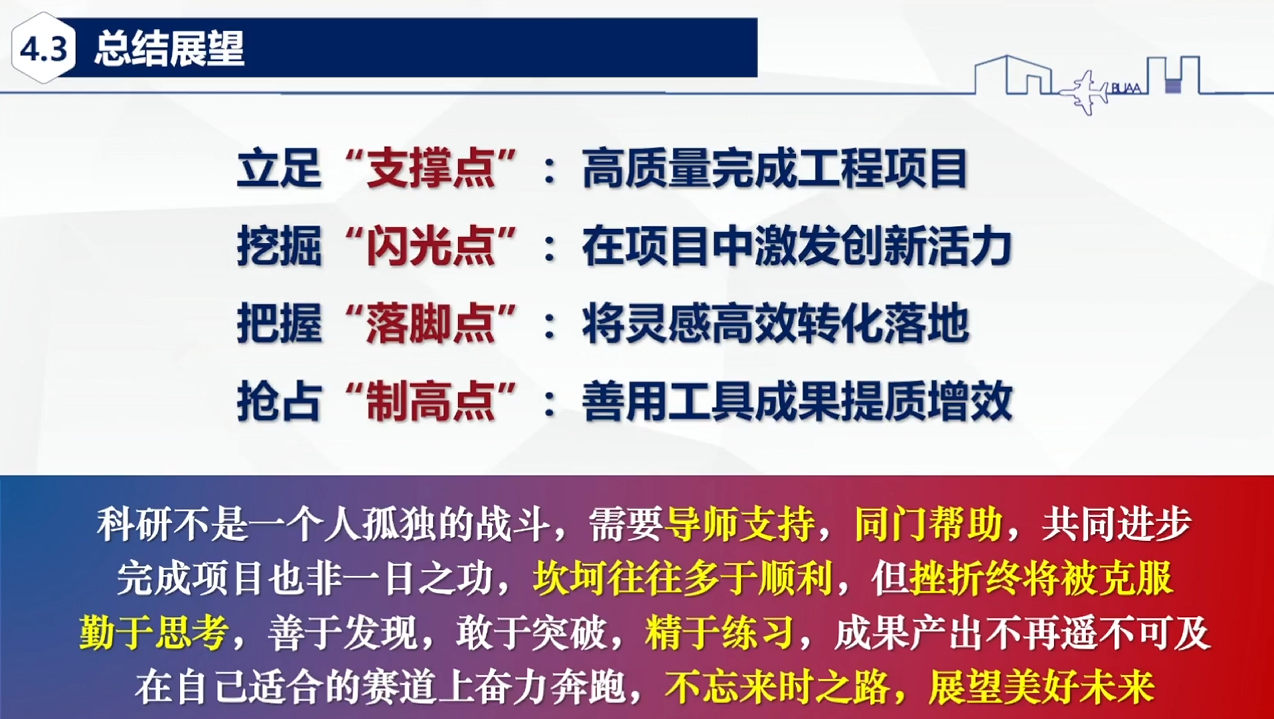 4.3 总结展望
BUAA
立足“支撑点”：高质量完成工程项目
挖掘“闪光点”：在项目中激发创新活力
把握“落脚点”：将灵感高效转化落地
抢占“制高点”：善用工具成果提质增效
科研不是一个人孤独的战斗，需要导师支持，同门帮助，共同进步
完成项目也非一日之功，坎坷往往多于顺利，但挫折终将被克服
勤于思考，善于发现，敢于突破，精于练习，成果产出不再遥不可及
在自己适合的赛道上奋力奔跑，不忘来时之路，展望美好未来